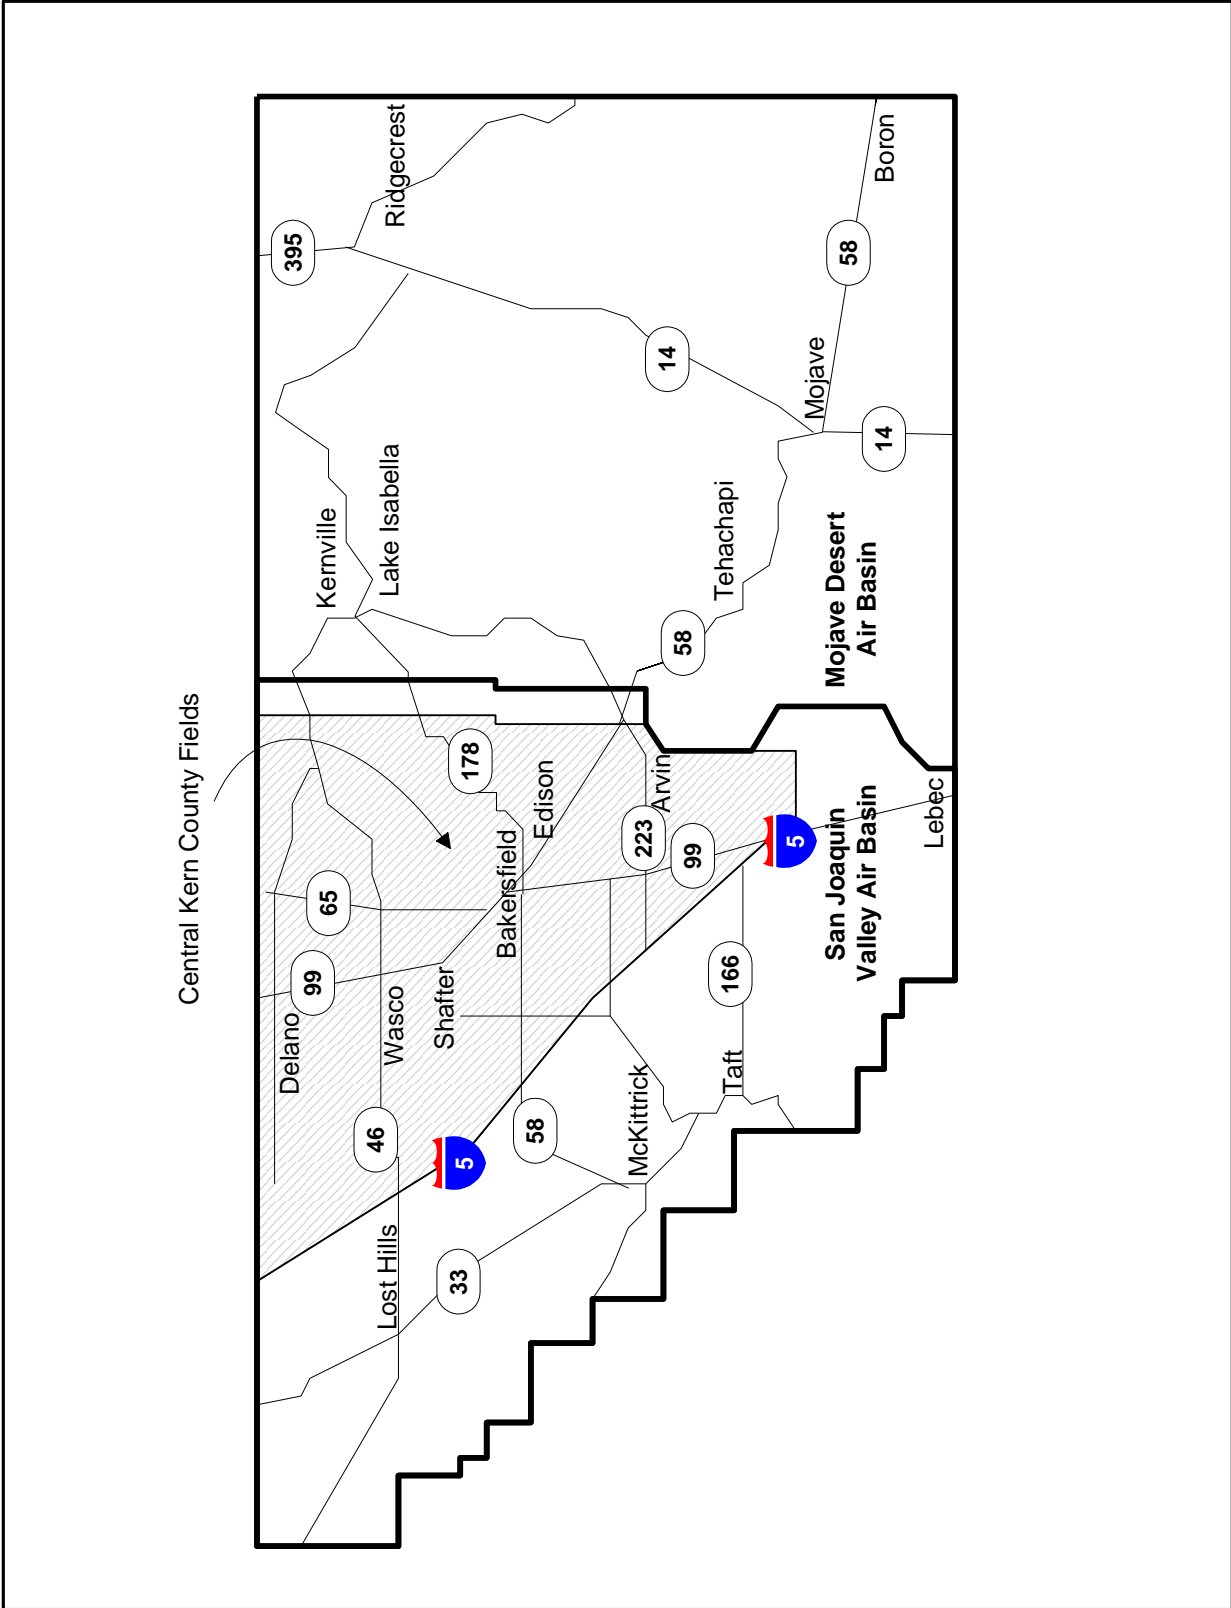 Central Kern County Fields
Delano
99
65
395
Kernville
46
Wasco
Lost Hills
Lake Isabella
Ridgecrest
5
33
Shafter
178
58
Bakersfield
Edison
McKittrick
223
Arvin
99
58
14
Taft
166
Tehachapi
5
Mojave
San Joaquin
Valley Air Basin
Mojave Desert
Air Basin
58
Boron
14
Lebec